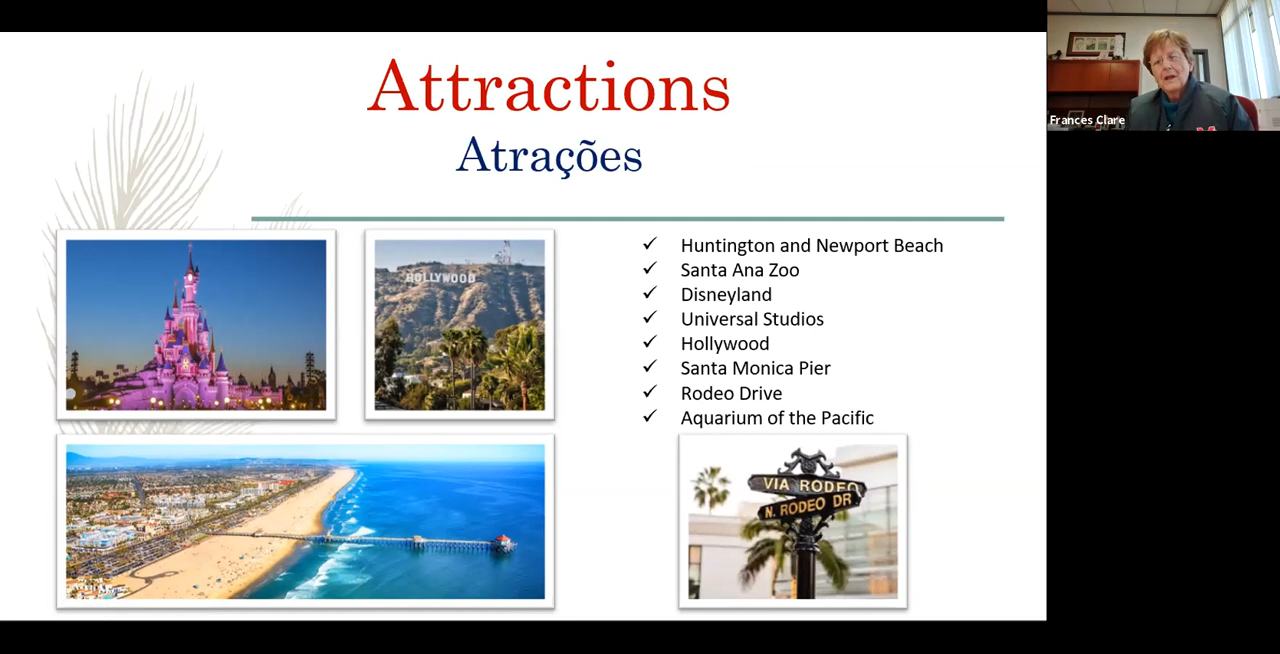 Attractions
Atrações
✓ Huntington and Newport Beach
✓ Santa Ana Zoo
✓ Disneyland
✓ Universal Studios
✓ Hollywood
✓ Santa Monica Pier
✓ Rodeo Drive
✓ Aquarium of the Pacific
HOLLYWOOD
VIA RODEO
N. RODEO DR
Frances Clare